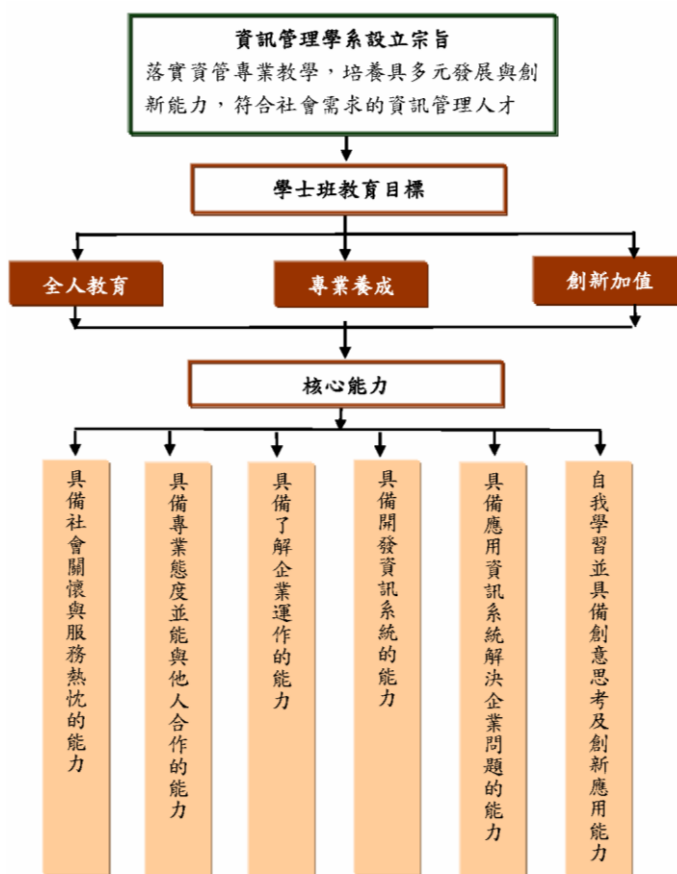 資訊管理學系設立宗旨
落實資管專業教學，培養具多元發展與創
新能力，符合社會需求的資訊管理人才
學士班教育目標
全人教育
專業養成
創新加值
核心能力
具備社會關懷與服務熱忱的能力
具備專業態度並能與他人合作的能力
具備了解企業運作的能力
具備開發資訊系統的能力
具備應用資訊系統解決企業問題的能力
自我學習並具備創意思考及創新應用能力